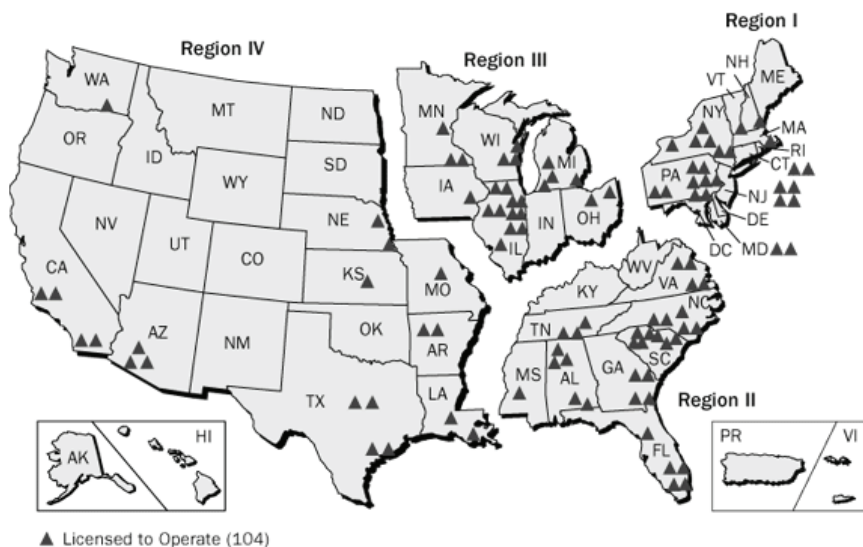 Region I
Region IV
Region III
NH
VT
ME
WA
MT
ND
MN
NY
MA
OR
ID
SD
WI
MI
RI
CT
WY
IA
PA
NJ
NV
NE
IL
IN
OH
DE
UT
CO
DC
MD
CA
KS
MO
WV
VA
KY
NC
AZ
NM
OK
AR
TN
SC
MS
AL
GA
TX
LA
Region II
HI
AK
FL
PR
VI
▲ Licensed to Operate (104)